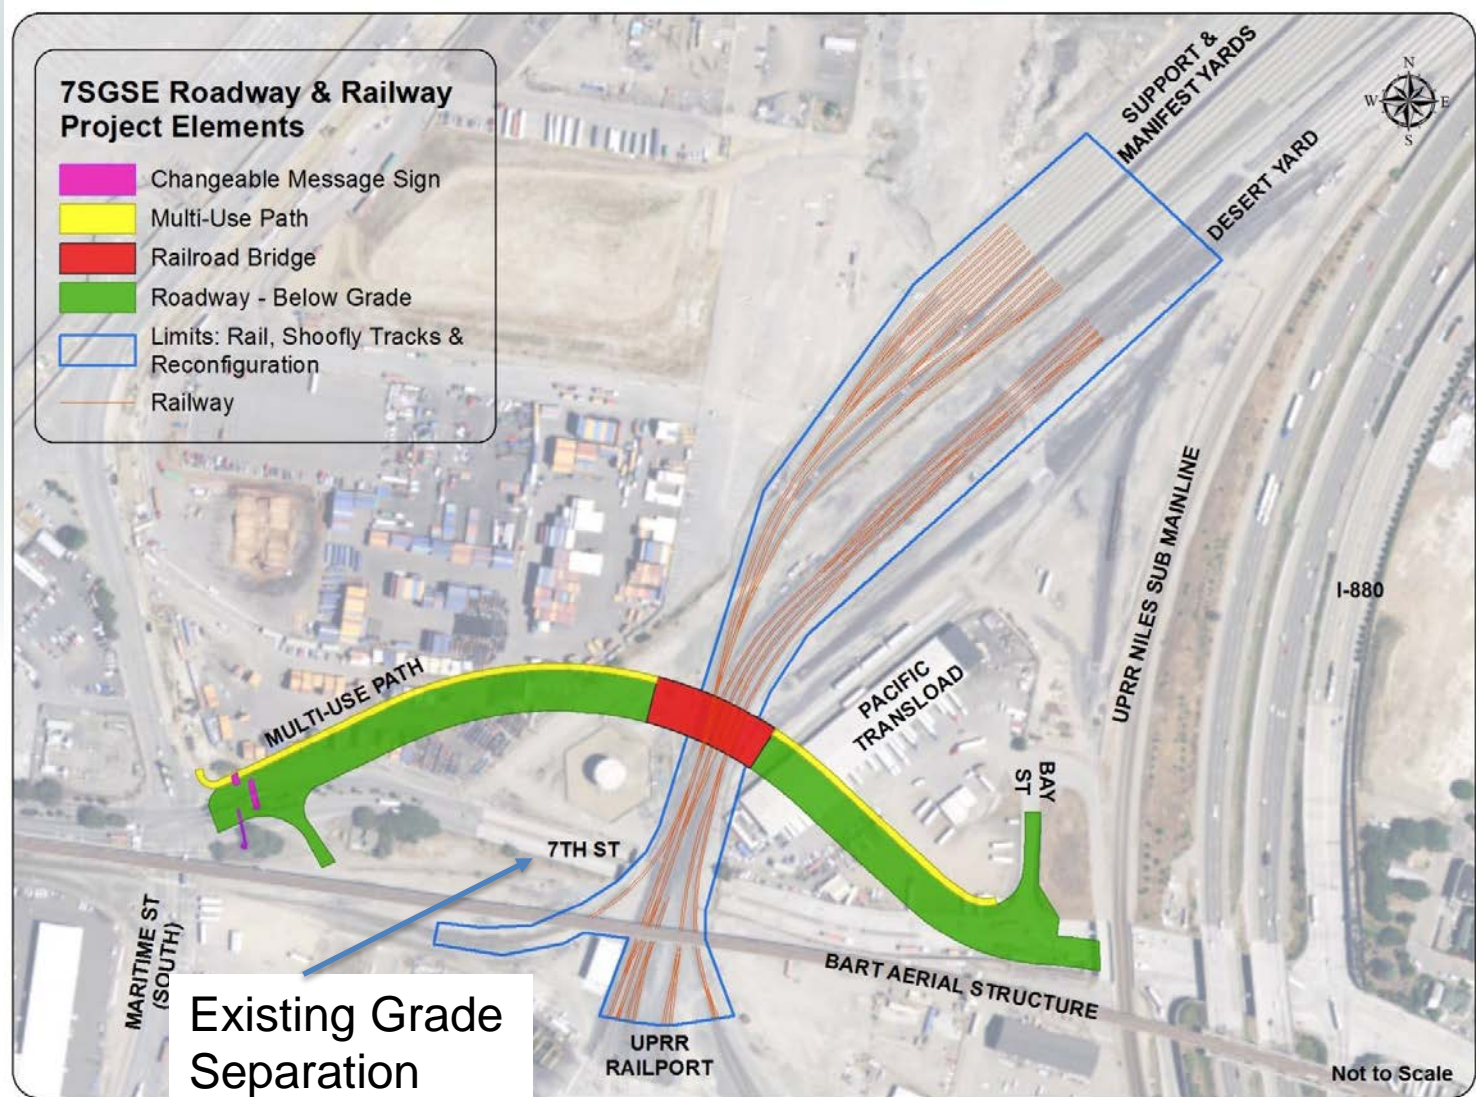 7SGSE Roadway & Railway
Project Elements
Changeable Message Sign
Multi-Use Path
Railroad Bridge
Roadway - Below Grade
Limits: Rail, Shoofly Tracks &
Reconfiguration
Railway
SUPPORT &
MANIFEST YARDS
N
W
E
S
DESERT YARD
UPRR NILES SUB MAINLINE
I-880
MULTI-USE PATH
PACIFIC
TRANSLOAD
BAY
ST
7TH ST
MARITIME ST
(SOUTH)
BART AERIAL STRUCTURE
Existing Grade
Separation
UPRR
RAILPORT
Not to Scale